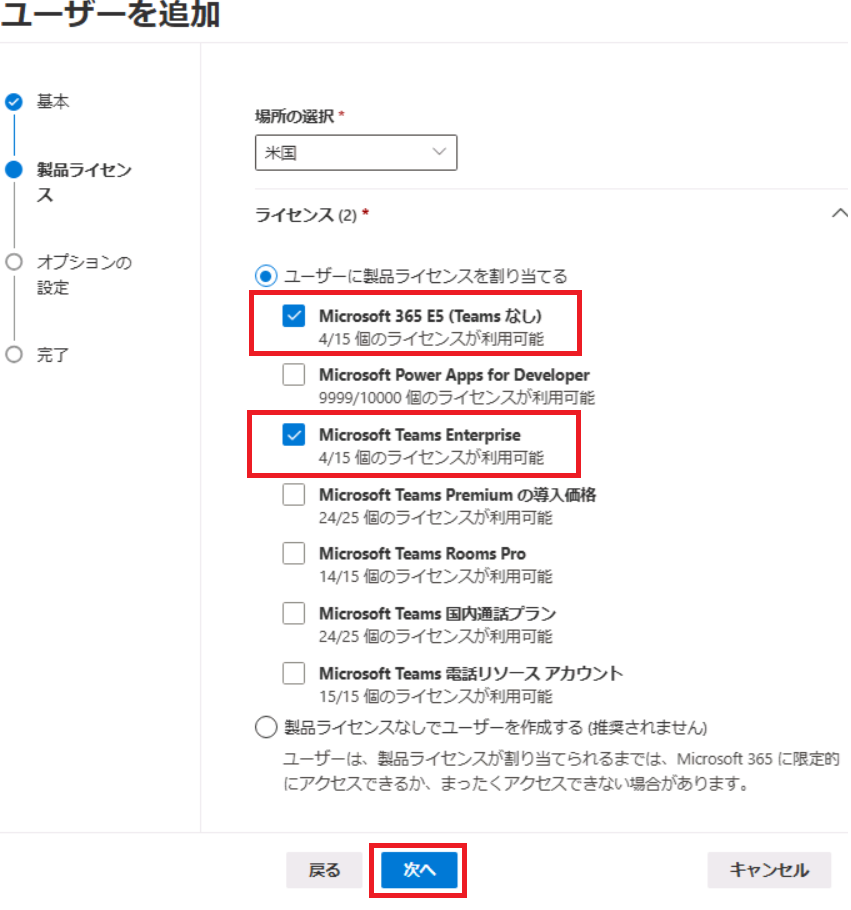 ユーザーを追加
基本
製品ライセン
ス
オプションの
設定
完了
場所の選択 *
米国
ライセンス (2) *
ユーザーに製品ライセンスを割り当てる
Microsoft 365 E5 (Teams なし)
4/15 個のライセンスが利用可能
Microsoft Power Apps for Developer
9999/10000 個のライセンスが利用可能
Microsoft Teams Enterprise
4/15 個のライセンスが利用可能
Microsoft Teams Premium の導入価格
24/25 個のライセンスが利用可能
Microsoft Teams Rooms Pro
14/15 個のライセンスが利用可能
Microsoft Teams 国内通話プラン
24/25 個のライセンスが利用可能
Microsoft Teams 電話リソース アカウント
15/15 個のライセンスが利用可能
製品ライセンスなしでユーザーを作成する (推奨されません)
ユーザーは、製品ライセンスが割り当てられるまでは、Microsoft 365 に限定的
にアクセスできるか、まったくアクセスできない場合があります。
戻る
次へ
キャンセル